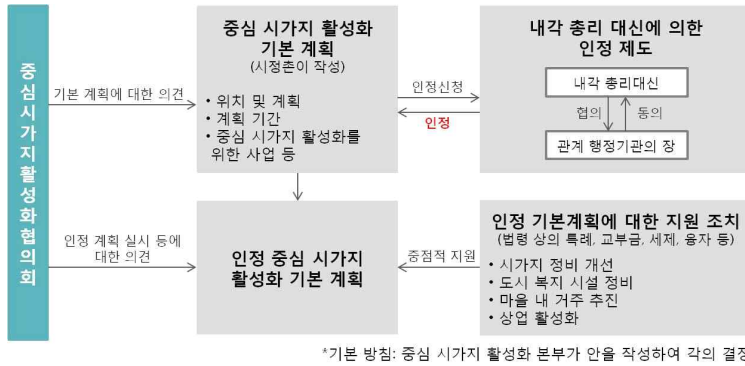 중심시가지활성화협의회
기본 계획에 대한 의견
중심 시가지 활성화
기본 계획
(시정촌이 작성)
• 위치 및 계획
• 계획 기간
• 중심 시가지 활성화를
위한 사업 등
인정신청
인정
내각 총리 대신에 의한
인정 제도
내각 총리대신
협의
동의
관계 행정기관의 장
인정 계획 실시 등에
대한 의견
인정 중심 시가지
활성화 기본 계획
중점적 지원
인정 기본계획에 대한 지원 조치
(법령 상의 특례, 교부금, 세제, 융자 등)
• 시가지 정비 개선
• 도시 복지 시설 정비
• 마을 내 거주 추진
• 상업 활성화
*기본 방침: 중심 시가지 활성화 본부가 안을 작성하여 각의 결정